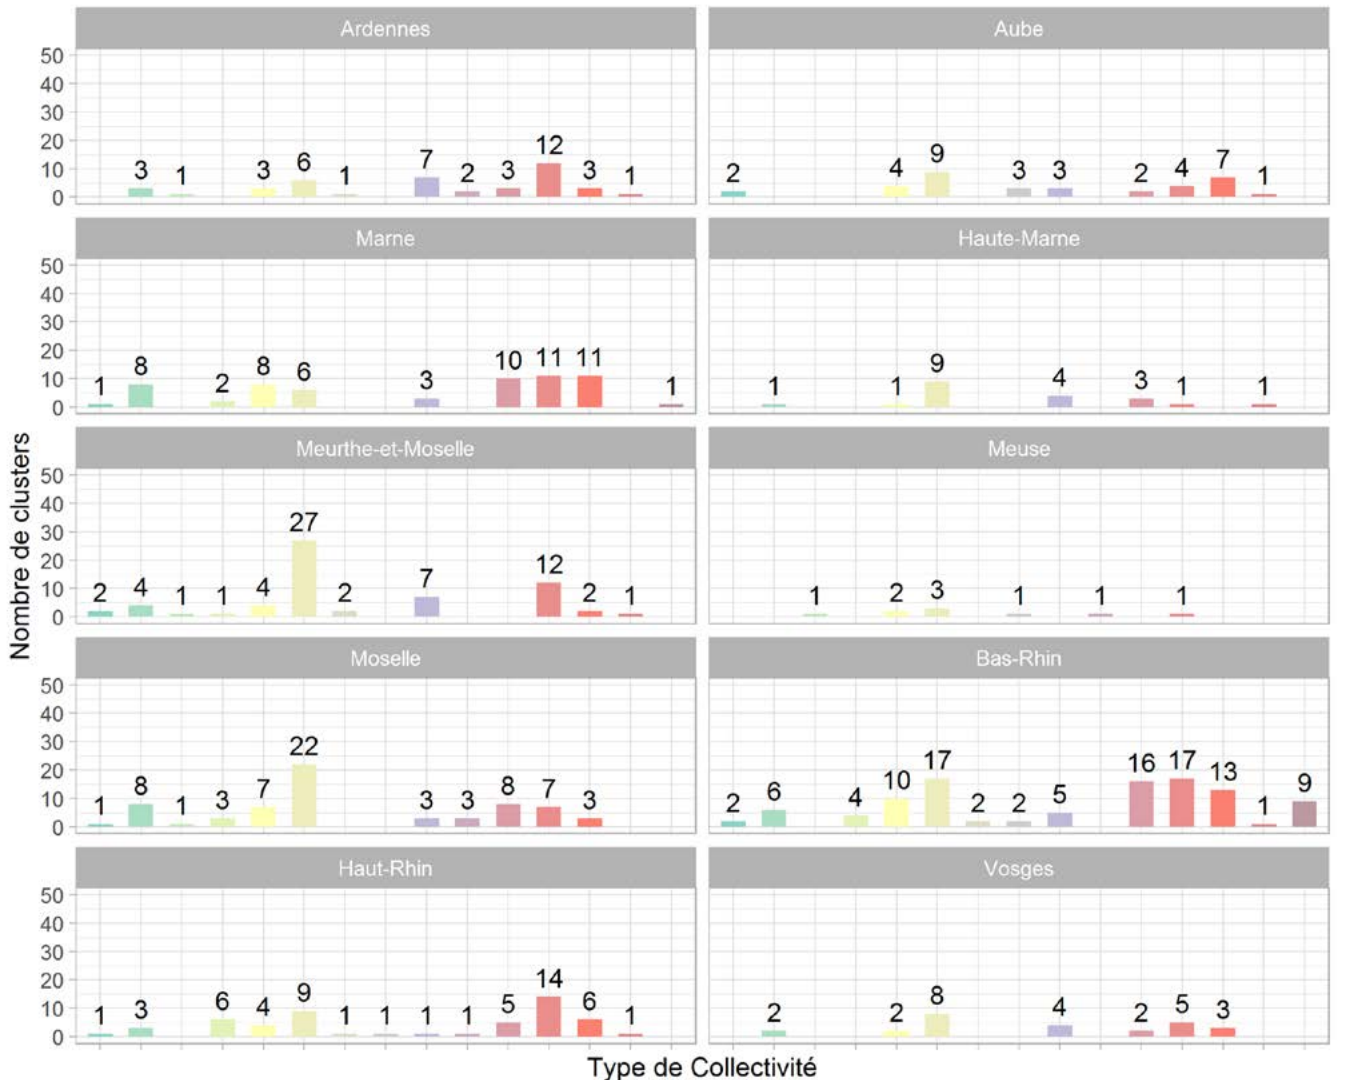 Ardennes
Aube
50
40
30
20
10
0
3 1 3 6 1 7 2 3 12 3 1
2 4 9 3 3 2 4 7 1
Marne
Haute-Marne
50
40
30
20
10
0
1 8 2 8 6 3 10 11 11 1
1 1 9 4 3 1 1
Meurthe-et-Moselle
Meuse
50
40
30
20
10
0
2 4 1 1 4 27 2 7 12 2 1
1 2 3 1 1 1
Moselle
Bas-Rhin
50
40
30
20
10
0
1 8 1 3 7 22 3 3 8 7 3
2 6 4 10 17 2 2 5 16 17 13 1 9
Haut-Rhin
Vosges
50
40
30
20
10
0
1 3 6 4 9 1 1 1 1 5 14 6 1
2 2 8 4 2 5 3
Nombre de clusters
Type de Collectivité